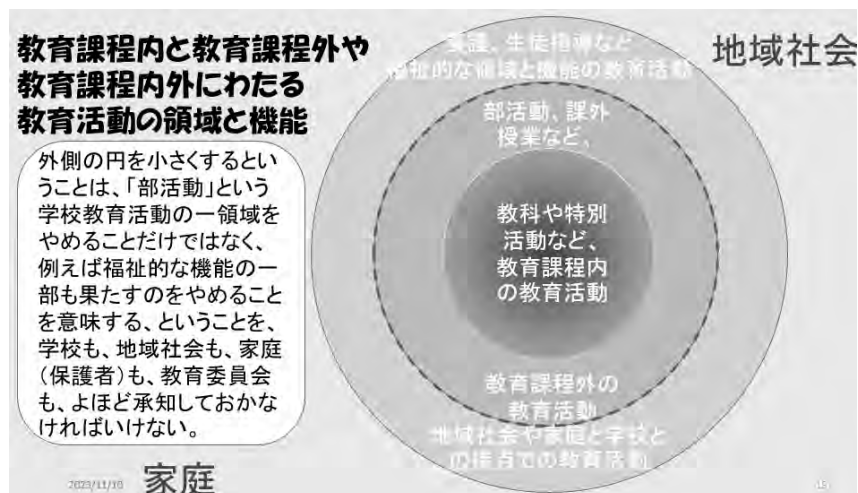 教育課程内と教育課程外や
教育課程内外にわたる
教育活動の領域と機能
外側の円を小さくするとい
うことは、「部活動」という
学校教育活動の一領域を
やめることだけではなく、
例えば福祉的な機能の一
部も果たすのをやめること
を意味する、ということを、
学校も、地域社会も、家庭
（保護者）も、教育委員会
も、よほど承知しておかな
ければいけない。
地域社会
養護、生徒指導など
福祉的な領域と機能の教育活動
部活動、課外
授業など、
教科や特別
活動など、
教育課程内
の教育活動
教育課程外の
教育活動
地域社会や家庭と学校と
の接点での教育活動
家庭
2023/11/10